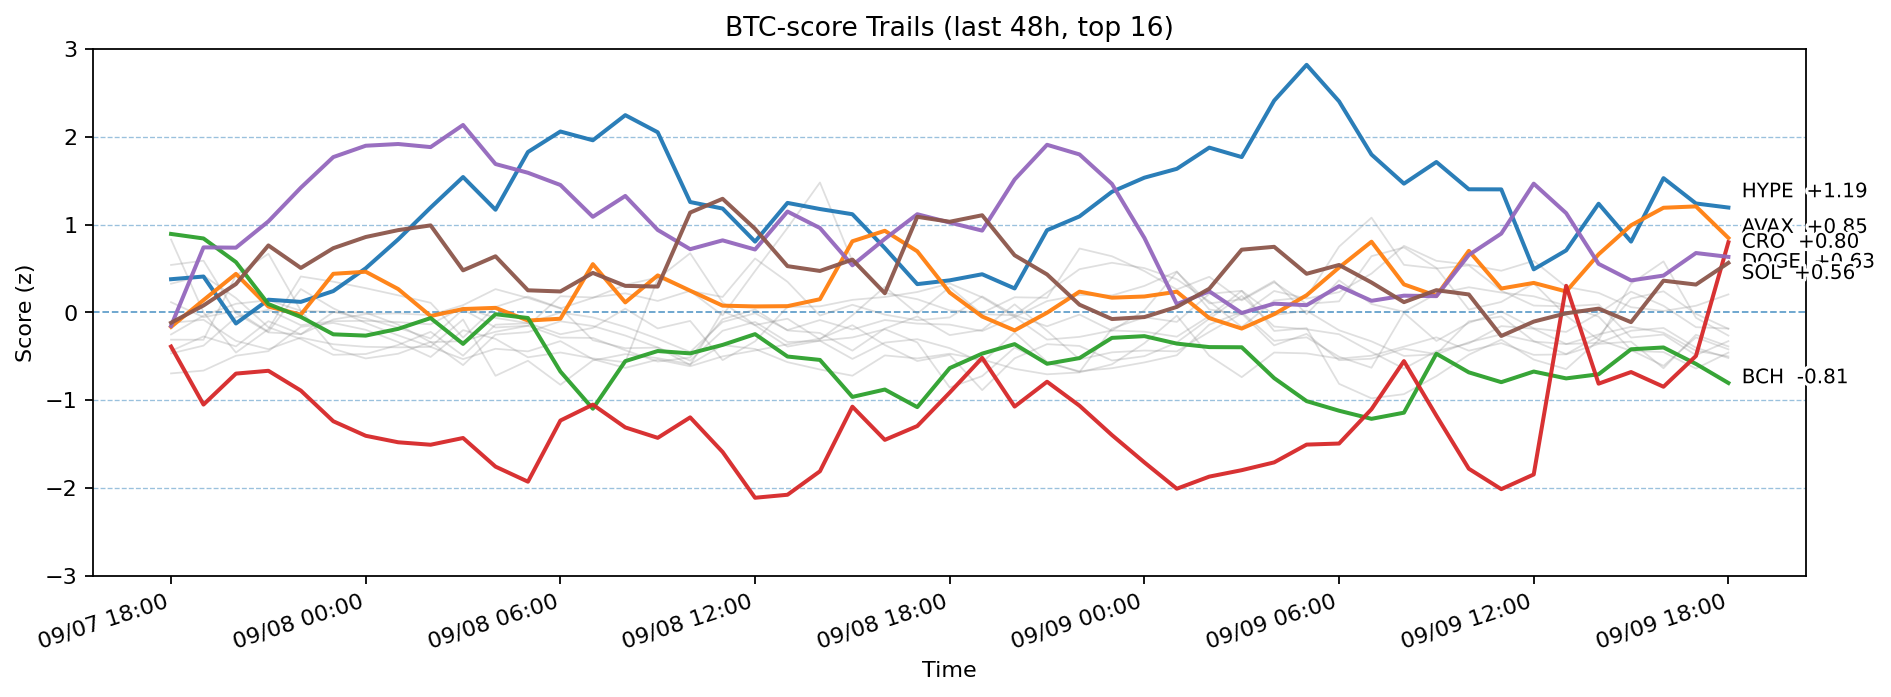 BTC-score Trails (last 48h, top 16)
Score (z)
3
2
1
0
−1
−2
−3
HYPE +1.19
AVAX +0.85
CRO +0.80
DOGE +0.63
SOL +0.56
BCH -0.81
09/07 18:00
09/08 00:00
09/08 06:00
09/08 12:00
09/08 18:00
09/09 00:00
09/09 06:00
09/09 12:00
09/09 18:00
Time